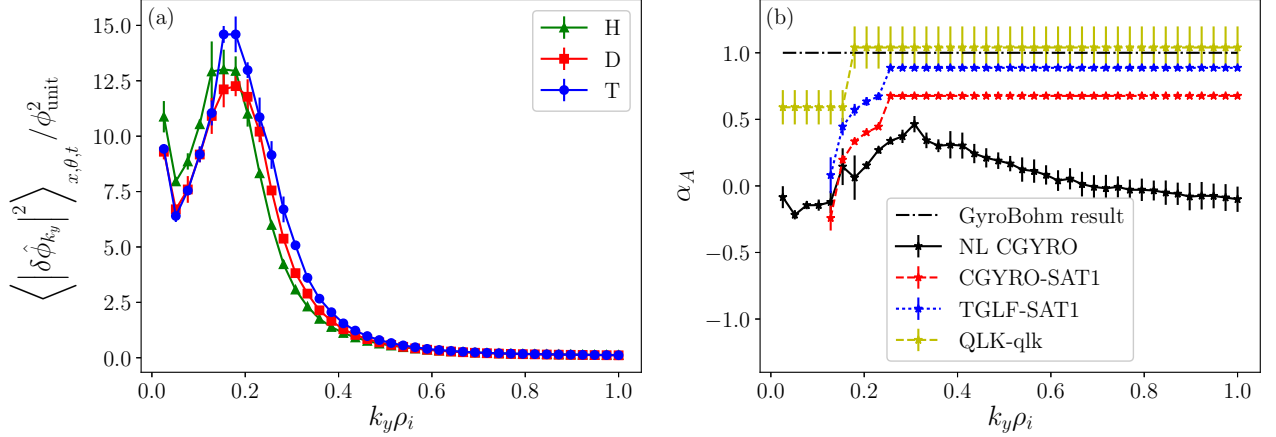 (a)
H
D
T
15.0
12.5
10.0
7.5
5.0
2.5
0.0
⟨|δϕ̂_{k_y}|²⟩_{x,θ,t} / ϕ²_{unit}
0.0 0.2 0.4 0.6 0.8 1.0
k_yρ_i
(b)
1.0
0.5
0.0
−0.5
−1.0
α_A
GyroBohm result
NL CGYRO
CGYRO-SAT1
TGLF-SAT1
QLK-qlk
0.0 0.2 0.4 0.6 0.8 1.0
k_yρ_i